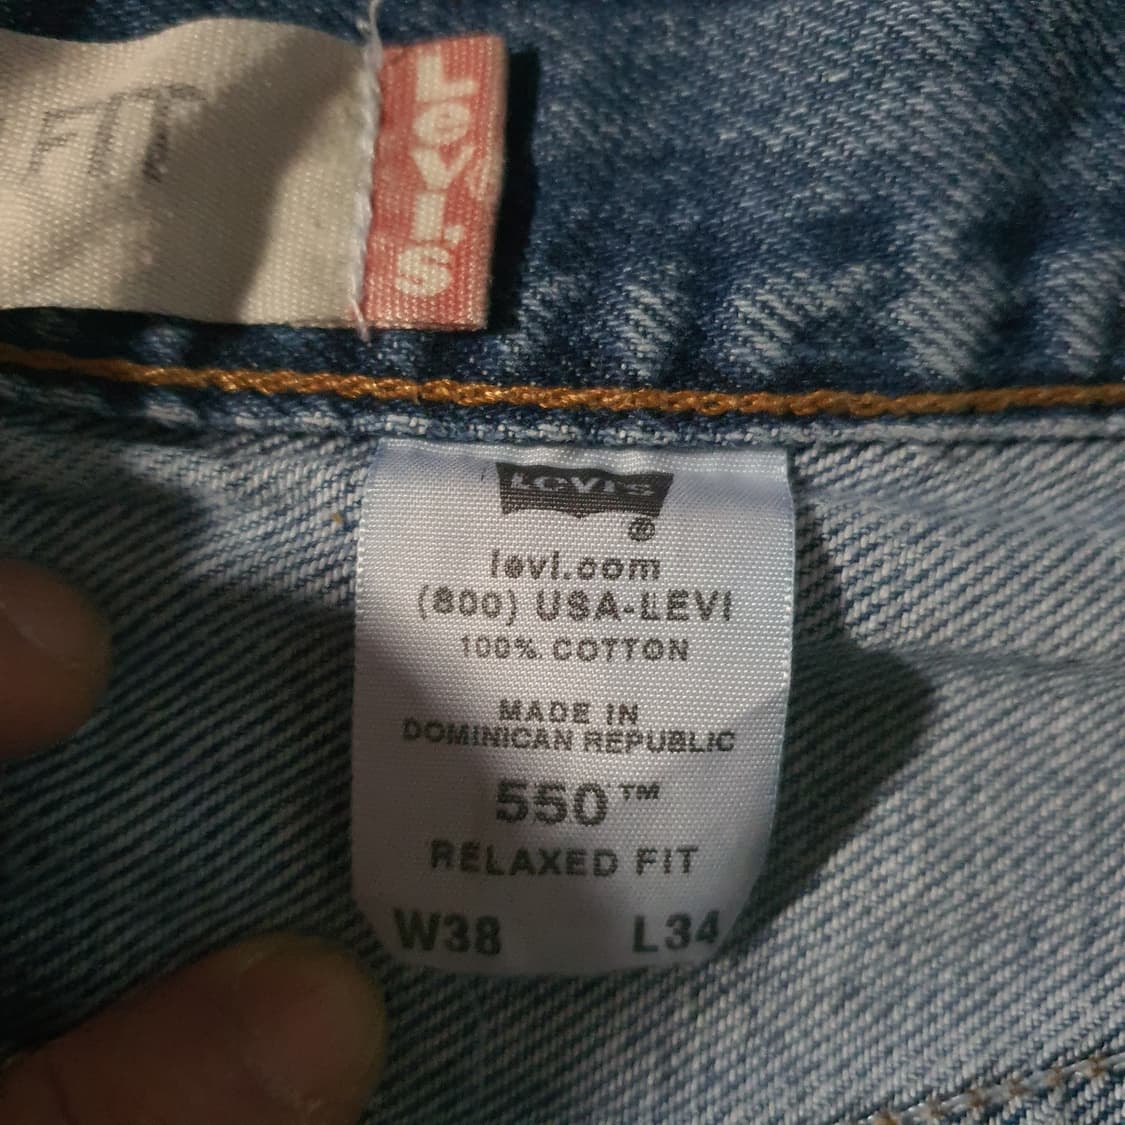 FIT
LEVI'S
LEVI'S
®
levi.com
(800) USA-LEVI
100% COTTON
MADE IN
DOMINICAN REPUBLIC
550™
RELAXED FIT
W38 L34